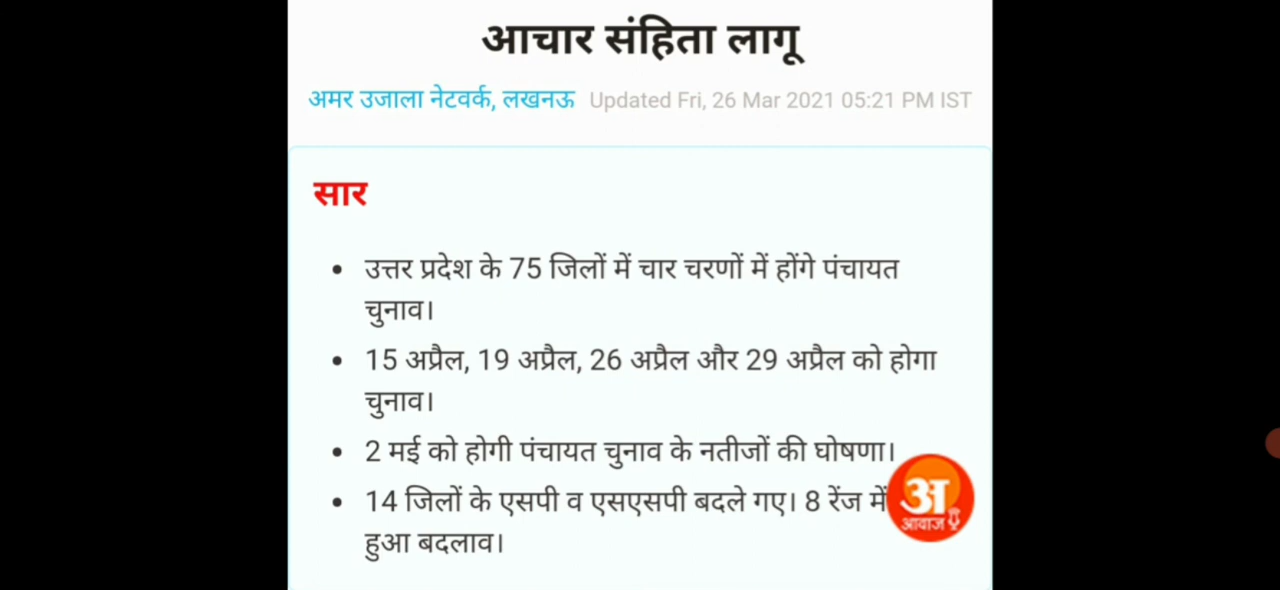 आचार संहिता लागू
अमर उजाला नेटवर्क, लखनऊ Updated Fri, 26 Mar 2021 05:21 PM IST
सार
• उत्तर प्रदेश के 75 जिलों में चार चरणों में होंगे पंचायत
चुनाव।
• 15 अप्रैल, 19 अप्रैल, 26 अप्रैल और 29 अप्रैल को होगा
चुनाव।
• 2 मई को होगी पंचायत चुनाव के नतीजों की घोषणा।
• 14 जिलों के एसपी व एसएसपी बदले गए। 8 रेंज में
हुआ बदलाव।
अ
आवाज